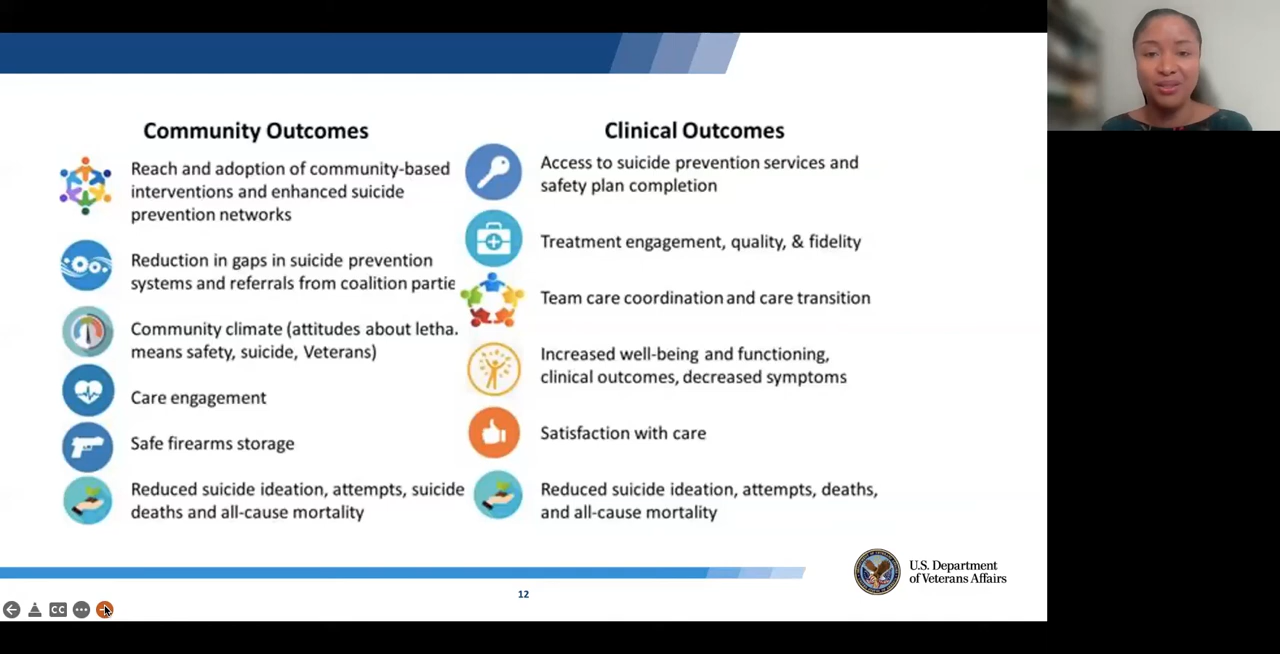 Community Outcomes
Reach and adoption of community-based
interventions and enhanced suicide
prevention networks
Reduction in gaps in suicide prevention
systems and referrals from coalition partie
Community climate (attitudes about letha.
means safety, suicide, Veterans)
Care engagement
Safe firearms storage
Reduced suicide ideation, attempts, suicide
deaths and all-cause mortality
Clinical Outcomes
Access to suicide prevention services and
safety plan completion
Treatment engagement, quality, & fidelity
Team care coordination and care transition
Increased well-being and functioning,
clinical outcomes, decreased symptoms
Satisfaction with care
Reduced suicide ideation, attempts, deaths,
and all-cause mortality
U.S. Department
of Veterans Affairs
12
CC